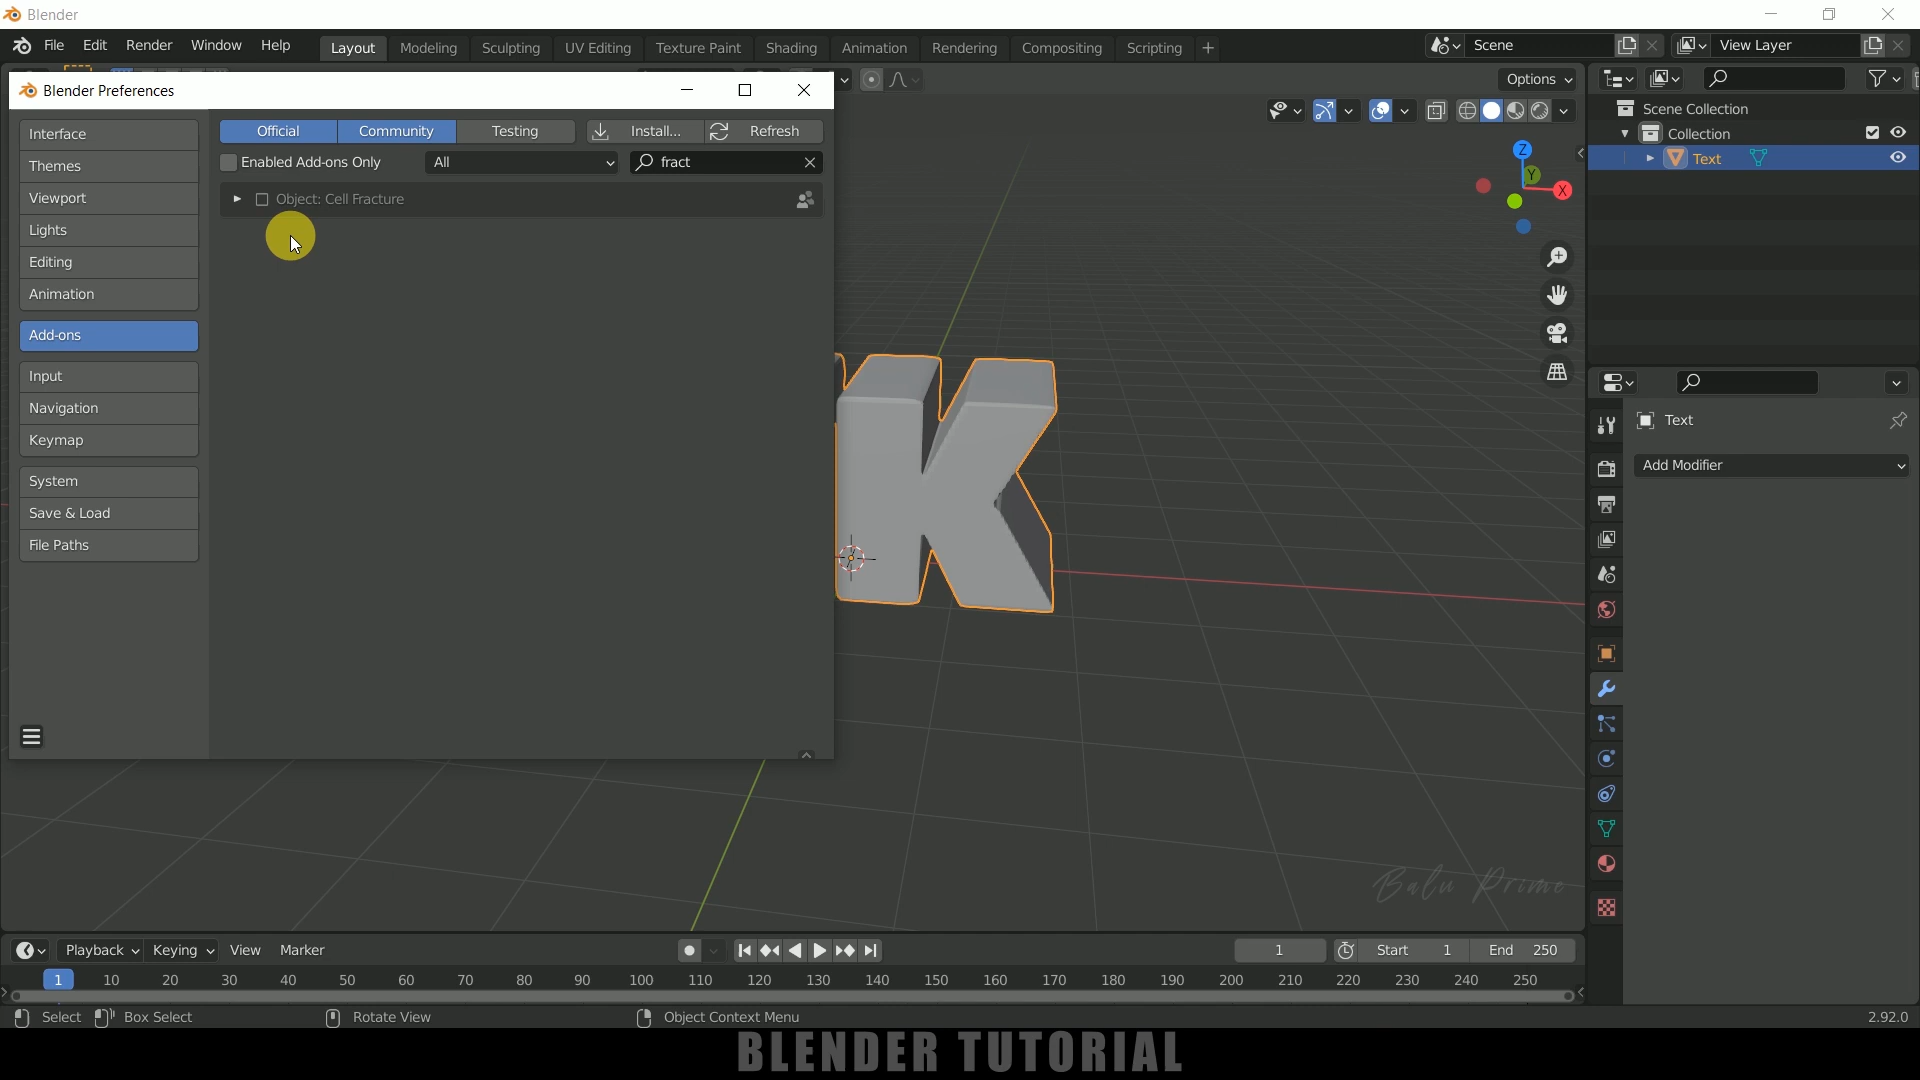 Blender
File Edit Render Window Help Layout Modeling Sculpting UV Editing Texture Paint Shading Animation Rendering Compositing Scripting + Scene View Layer
Options
Blender Preferences
Interface
Themes
Viewport
Lights
Editing
Animation
Add-ons
Input
Navigation
Keymap
System
Save & Load
File Paths
Official Community Testing Install... Refresh
Enabled Add-ons Only All fract
Object: Cell Fracture
Z
Y
X
Scene Collection
Collection
Text
Text
Add Modifier
Balu Prime
Playback Keying View Marker 1 Start 1 End 250
1 10 20 30 40 50 60 70 80 90 100 110 120 130 140 150 160 170 180 190 200 210 220 230 240 250
Select Box Select Rotate View Object Context Menu 2.92.0
BLENDER TUTORIAL